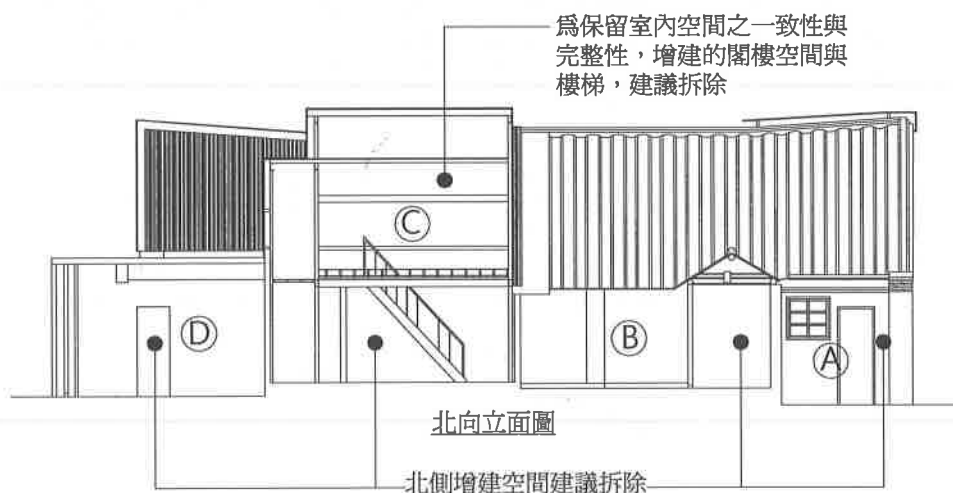 爲保留室內空間之一致性與
完整性，增建的閣樓空間與
樓梯，建議拆除
C
D
B
A
北向立面圖
北側增建空間建議拆除